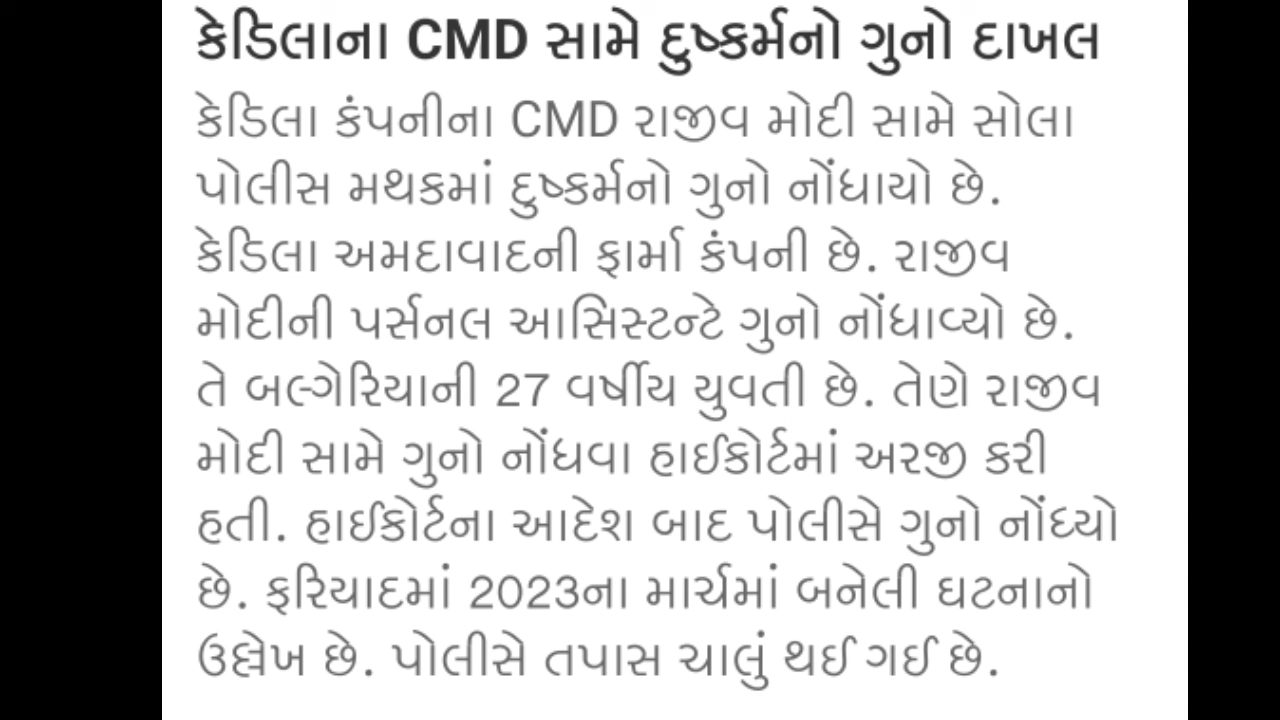 કેડિલાના CMD સામે દુષ્કર્મનો ગુનો દાખલ
કેડિલા કંપનીના CMD રાજીવ મોદી સામે સોલા
પોલીસ મથકમાં દુષ્કર્મનો ગુનો નોંધાયો છે.
કેડિલા અમદાવાદની ફાર્મા કંપની છે. રાજીવ
મોદીની પર્સનલ આસિસ્ટન્ટે ગુનો નોંધાવ્યો છે.
તે બલ્ગેરિયાની 27 વર્ષીય યુવતી છે. તેણે રાજીવ
મોદી સામે ગુનો નોંધવા હાઈકોર્ટમાં અરજી કરી
હતી. હાઈકોર્ટના આદેશ બાદ પોલીસે ગુનો નોંધ્યો
છે. ફરિયાદમાં 2023ના માર્ચમાં બનેલી ઘટનાનો
ઉલ્લેખ છે. પોલીસે તપાસ ચાલું થઈ ગઈ છે.